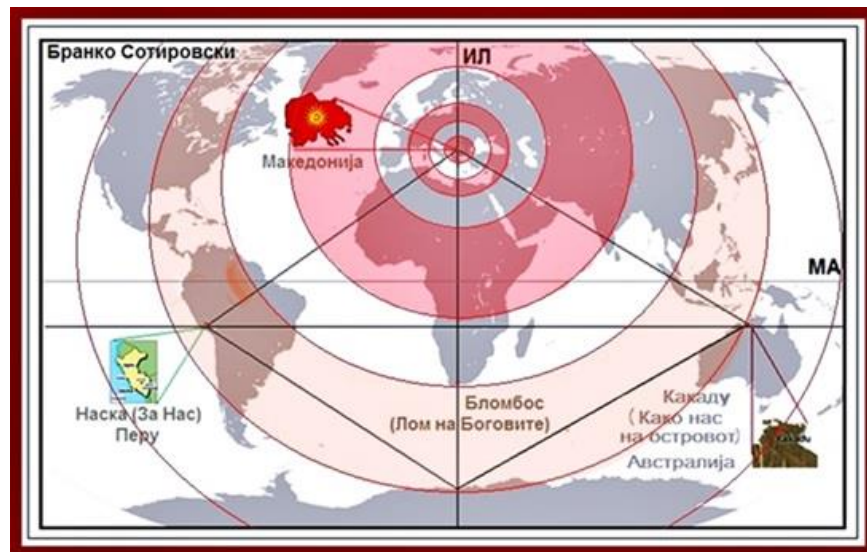 Бранко Сотировски
ИЛ
Македонија
МА
Наска (За Нас)
Перу
Бломбос
(Лом на Боговите)
Какаду
( Како нас
на островот)
Австралија
Kakadu